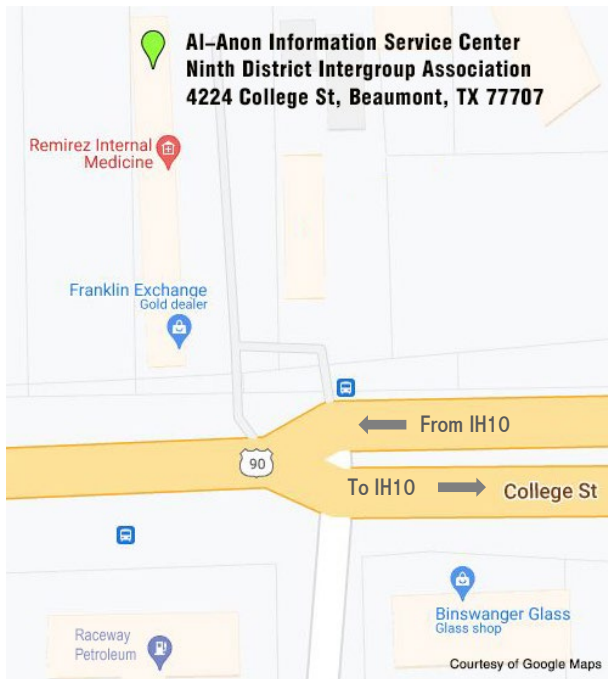 Al-Anon Information Service Center
Ninth District Intergroup Association
4224 College St, Beaumont, TX 77707
Remirez Internal
Medicine
Franklin Exchange
Gold dealer
From IH10
90
To IH10
College St
Binswanger Glass
Glass shop
Raceway
Petroleum
Courtesy of Google Maps